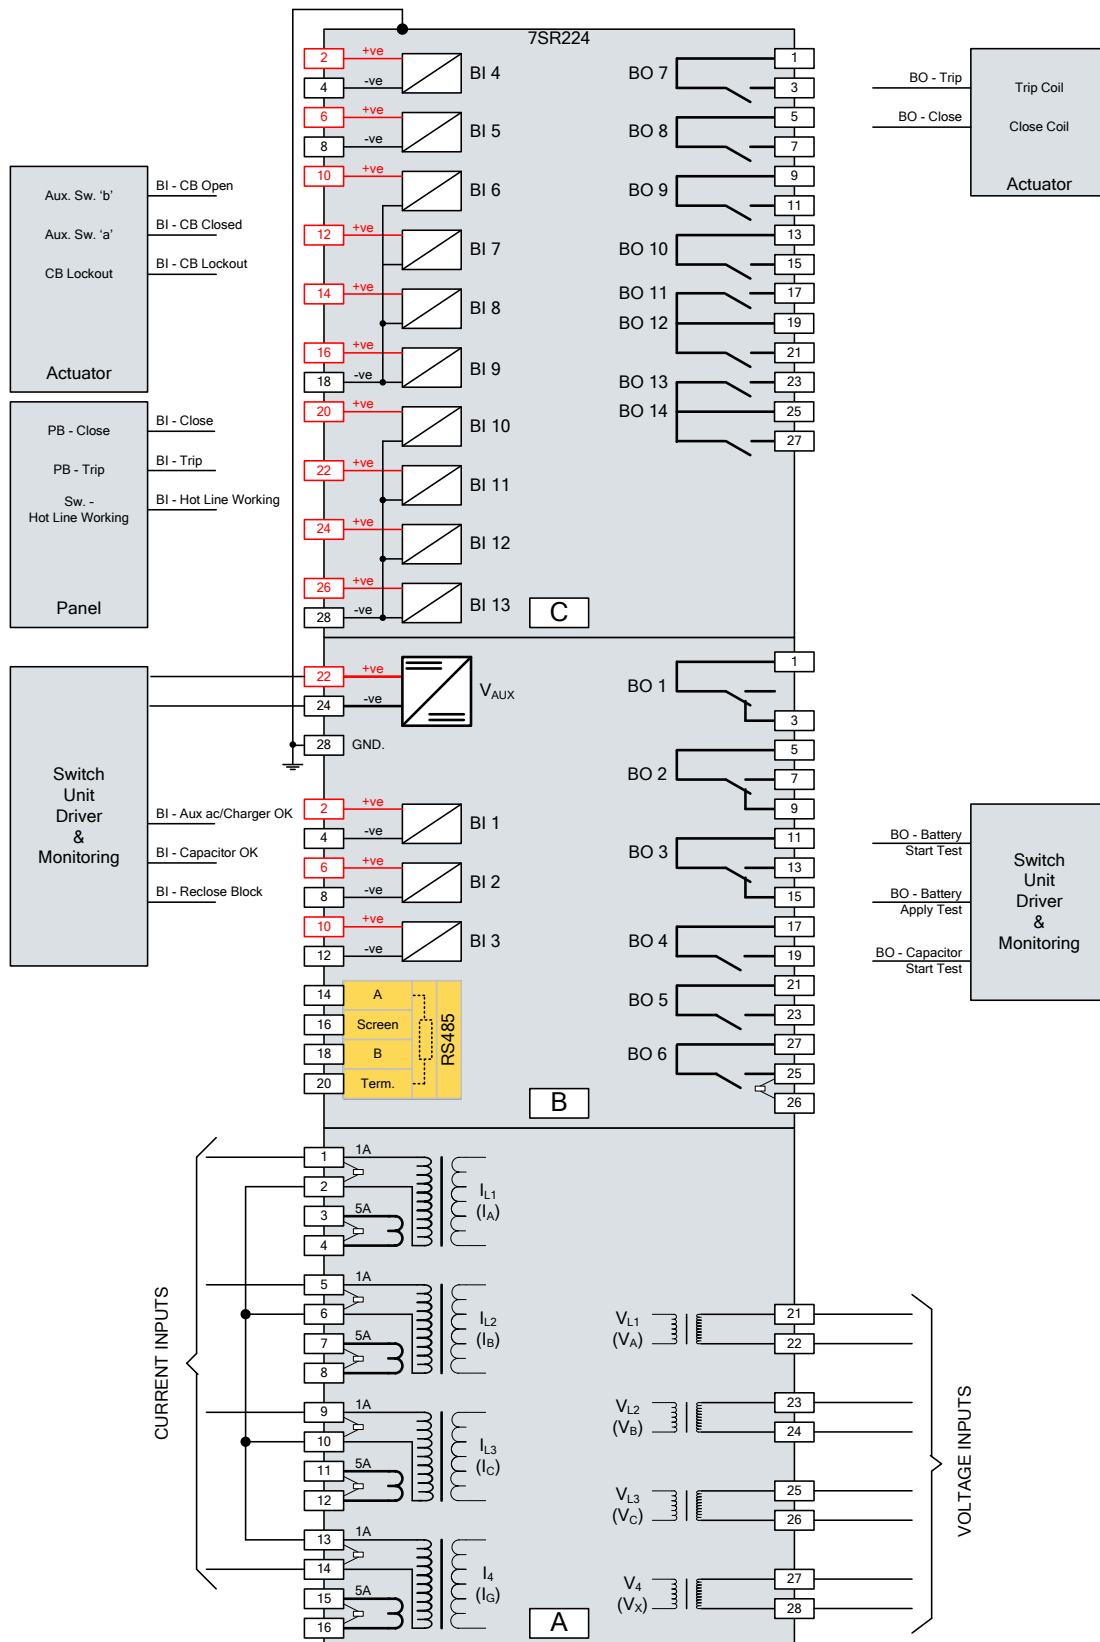 7SR224
2
+ve
BI 4
4
-ve
6
+ve
BI 5
8
-ve
10
+ve
BI 6
12
+ve
BI 7
14
+ve
BI 8
16
+ve
BI 9
18
-ve
20
+ve
BI 10
22
+ve
BI 11
24
+ve
BI 12
26
+ve
BI 13
28
-ve
C
BO 7
1
3
BO 8
5
7
BO 9
9
11
BO 10
13
15
BO 11
17
BO 12
19
21
BO 13
23
BO 14
25
27
BO - Trip
Trip Coil
BO - Close
Close Coil
Actuator
Aux. Sw. ‘b’
BI - CB Open
Aux. Sw. ‘a’
BI - CB Closed
CB Lockout
BI - CB Lockout
Actuator
PB - Close
BI - Close
PB - Trip
BI - Trip
Sw. -
Hot Line Working
BI - Hot Line Working
Panel
22
+ve
24
-ve
VAUX
28
GND.
Switch
Unit
Driver
&
Monitoring
BI - Aux ac/Charger OK
BI - Capacitor OK
BI - Reclose Block
2
+ve
BI 1
4
-ve
6
+ve
BI 2
8
-ve
10
+ve
BI 3
12
-ve
14
A
16
Screen
18
B
20
Term.
RS485
B
BO 1
1
3
BO 2
5
7
9
BO 3
11
13
15
BO 4
17
19
BO 5
21
23
BO 6
27
25
26
BO - Battery
Start Test
BO - Battery
Apply Test
BO - Capacitor
Start Test
Switch
Unit
Driver
&
Monitoring
CURRENT INPUTS
1
1A
2
3
5A
4
IL1
(IA)
5
1A
6
7
5A
8
IL2
(IB)
9
1A
10
11
5A
12
IL3
(IC)
13
1A
14
15
5A
16
I4
(IG)
A
VL1
(VA)
21
22
VL2
(VB)
23
24
VL3
(VC)
25
26
V4
(VX)
27
28
VOLTAGE INPUTS